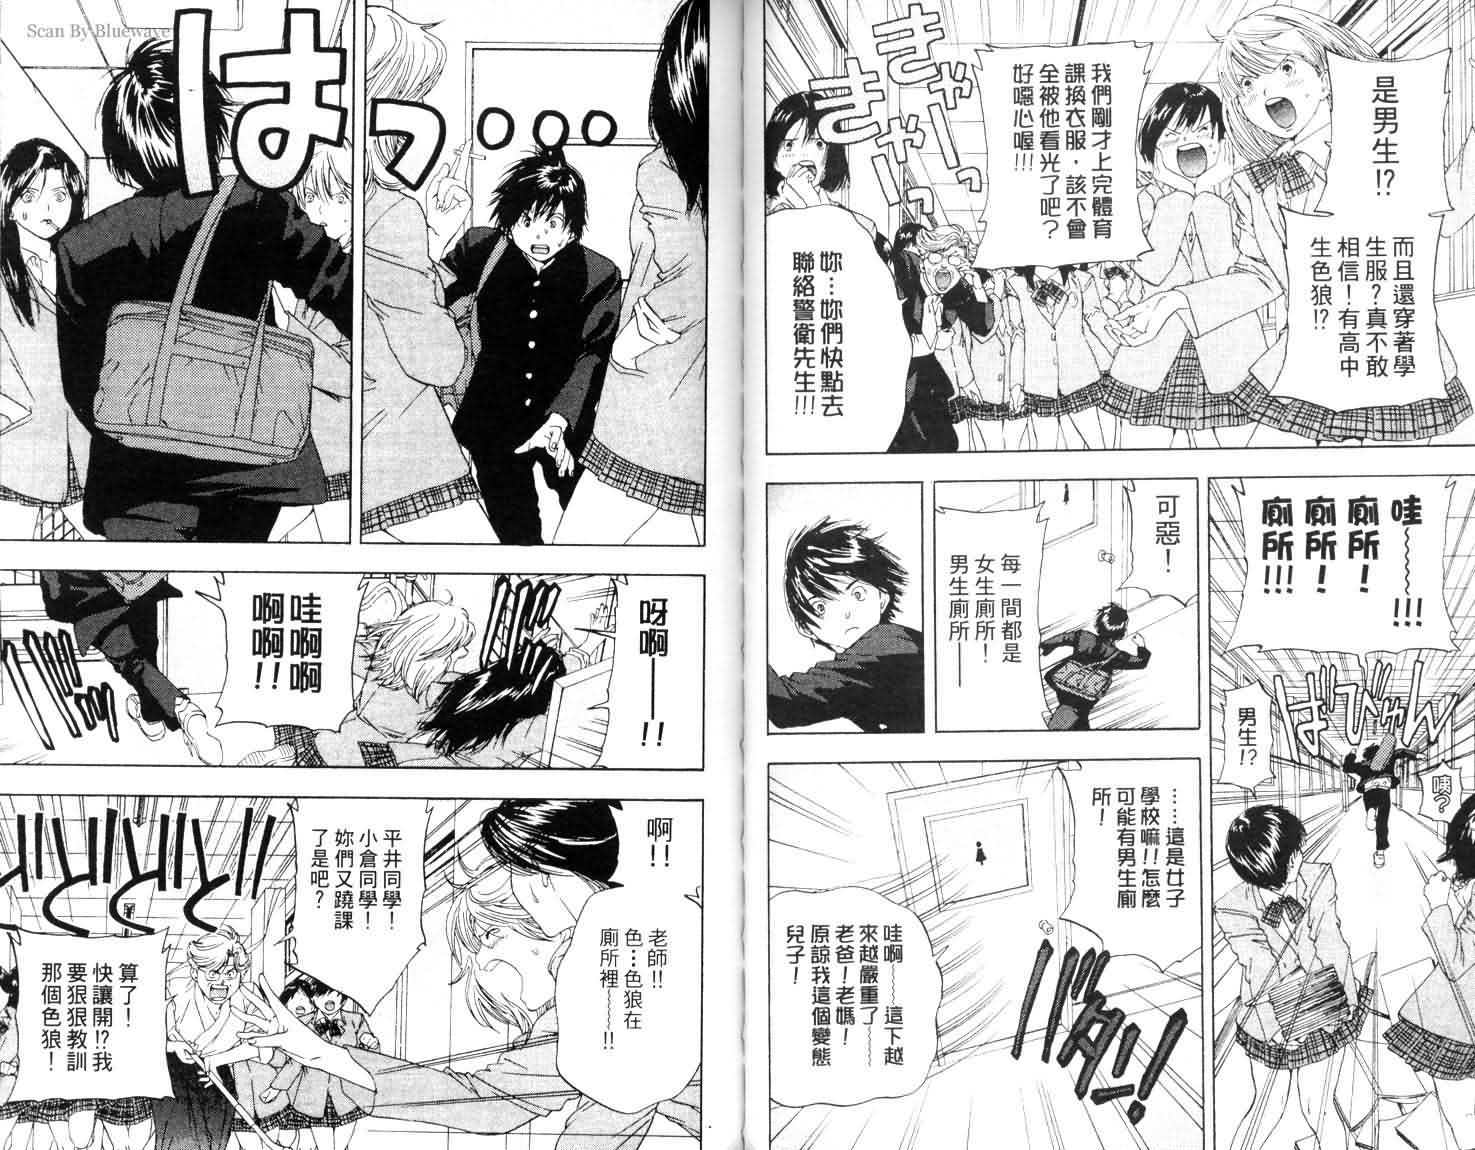 Scan By Bluewave
是男生!?
而且還穿著學
生服?真不敢
相信!有高中
生色狼!?
きゃーっ
きゃーっ
我們剛才上完體育
課換衣服，該不會
全被他看光了吧?
好噁心喔!!!
妳…妳們快點去
聯絡警衛先生!!!
哇~~~~!!!
廁所!
廁所!
廁所!!!
ばびゅん
咦?
男生!?
可惡!
每一間都是
女生廁所!
男生廁所——
……這是女子
學校嘛!!怎麼
可能有男生廁
所!
哇啊~~~這下越
來越嚴重了~~~
老爸!老媽!
原諒我這個變態
兒子!
バターン!!
はっ…
呀啊——!!
哇啊啊
啊啊!!
啊!!
老師!!
色…色狼在
廁所裡~~~!!
平井同學!
小倉同學!
妳們又蹺課
了是吧?
ドドドド!!
算了!
快讓開!?我
要狠狠教訓
那個色狼!